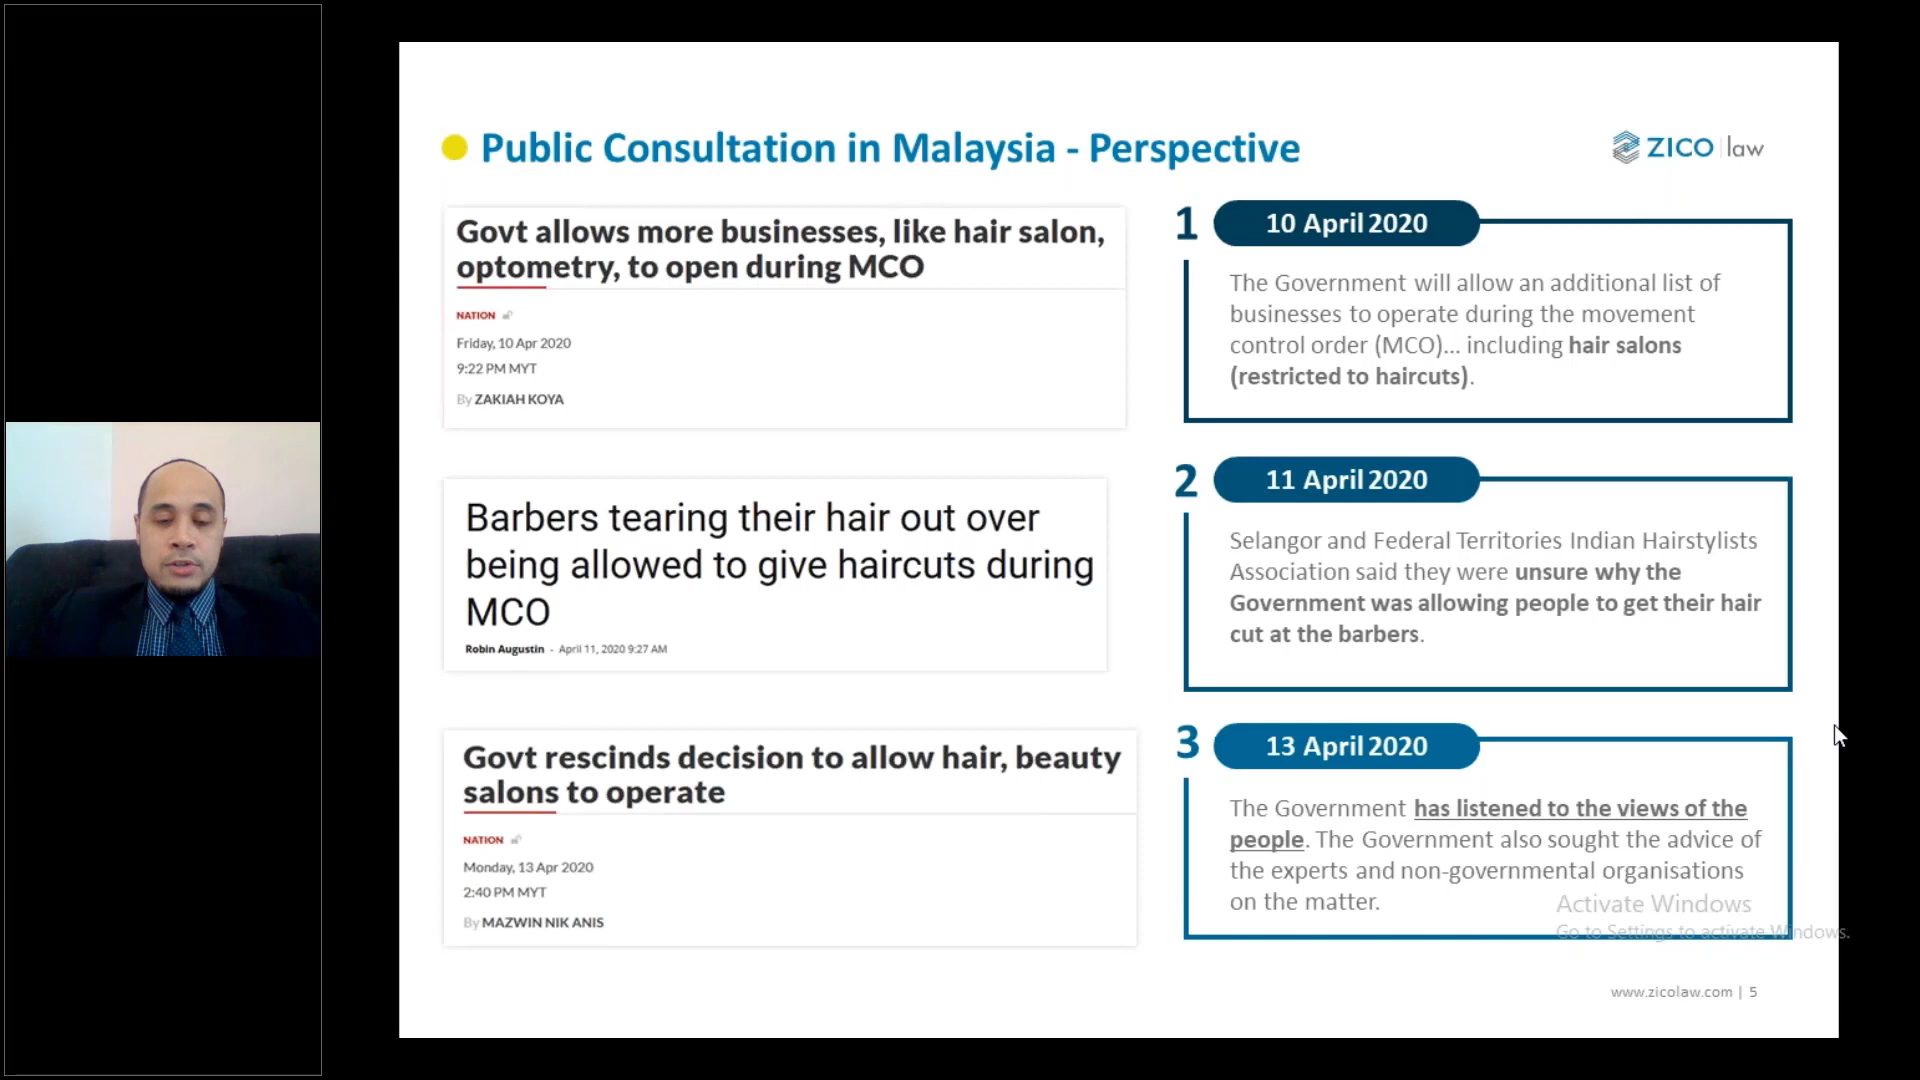 Public Consultation in Malaysia - Perspective
ZICO law
Govt allows more businesses, like hair salon,
optometry, to open during MCO
NATION
Friday, 10 Apr 2020
9:22 PM MYT
By ZAKIAH KOYA
1
10 April 2020
The Government will allow an additional list of
businesses to operate during the movement
control order (MCO)... including hair salons
(restricted to haircuts).
Barbers tearing their hair out over
being allowed to give haircuts during
MCO
Robin Augustin - April 11, 2020 9:27 AM
2
11 April 2020
Selangor and Federal Territories Indian Hairstylists
Association said they were unsure why the
Government was allowing people to get their hair
cut at the barbers.
Govt rescinds decision to allow hair, beauty
salons to operate
NATION
Monday, 13 Apr 2020
2:40 PM MYT
By MAZWIN NIK ANIS
3
13 April 2020
The Government has listened to the views of the
people. The Government also sought the advice of
the experts and non-governmental organisations
on the matter.
Activate Windows
Go to Settings to activate Windows.
www.zicolaw.com | 5